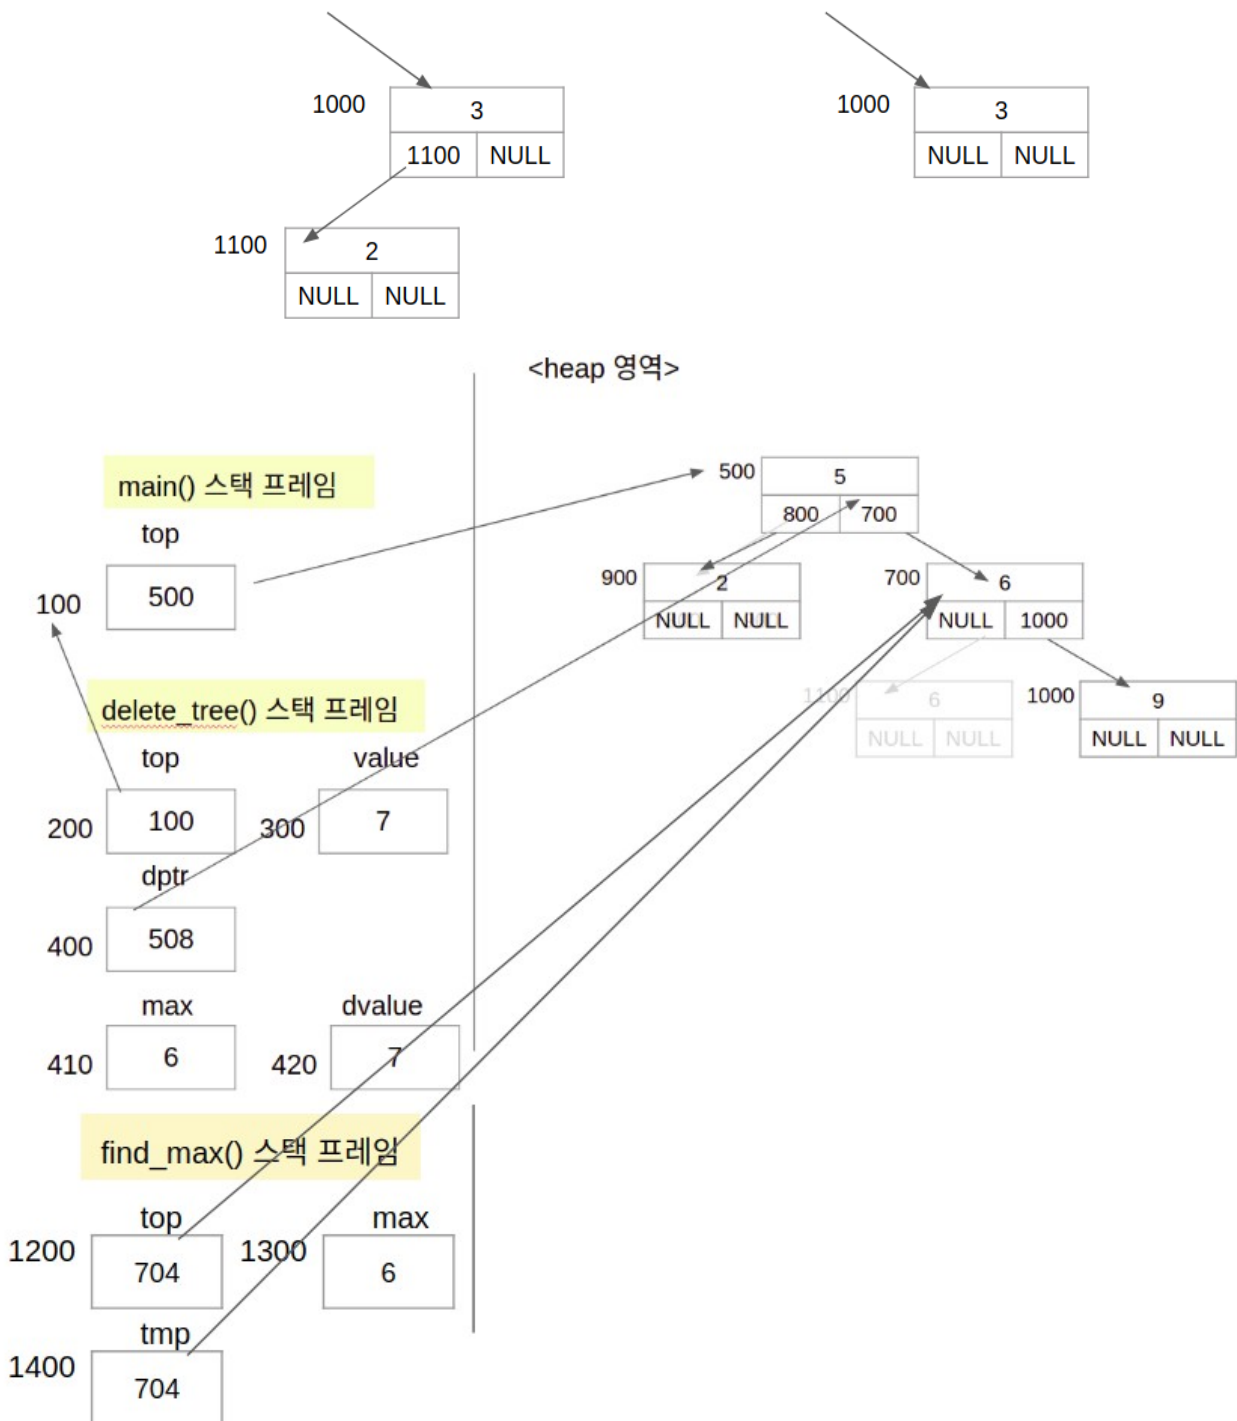 1000 3
1100 NULL
1100 2
NULL NULL
1000 3
NULL NULL
<heap 영역>
main() 스택 프레임
top
100 500
delete_tree() 스택 프레임
top value
200 100 300 7
dptr
400 508
max dvalue
410 6 420 7
find_max() 스택 프레임
top max
1200 704 1300 6
tmp
1400 704
500 5
800 700
900 2
NULL NULL
700 6
NULL 1000
1100 6
NULL NULL
1000 9
NULL NULL